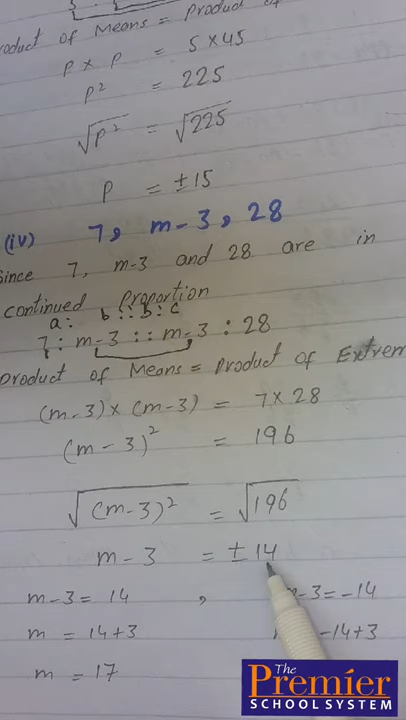 Product of Means = Product of
P × P = 5 × 45
P² = 225
√P² = √225
P = ±15
(iv) 7, m-3, 28
Since 7, m-3 and 28 are in
continued Proportion
a : b :: b : c
7 : m-3 :: m-3 : 28
Product of Means = Product of Extrem
(m-3) × (m-3) = 7 × 28
(m-3)² = 196
√(m-3)² = √196
m-3 = ±14
m-3 = 14 , m-3 = -14
m = 14+3 -14+3
m = 17
The
Premier
SCHOOL SYSTEM